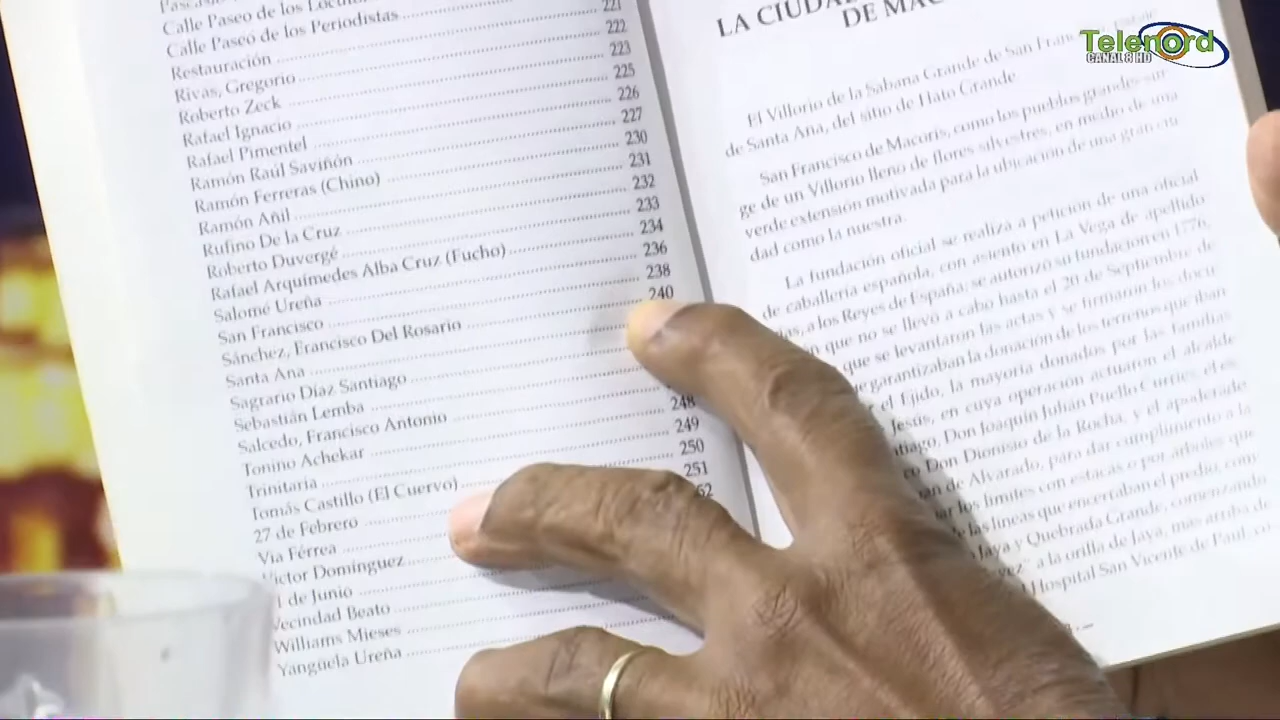 Calle Paseo de los
Calle Paseo de los Periodistas
Restauración
Rivas, Gregorio
Roberto Zeck
Rafael Ignacio
Rafael Pimentel
Ramón Raúl Saviñón
Ramón Ferreras (Chino)
Ramón Añil
Rufino De la Cruz
Roberto Duvergé
Rafael Arquímedes Alba Cruz (Fucho)
Salomé Ureña
San Francisco
Sánchez, Francisco Del Rosario
Santa Ana
Sagrario Díaz Santiago
Sebastián Lemba
Salcedo, Francisco Antonio
Tonino Achekar
Trinitaria
Tomás Castillo (El Cuervo)
27 de Febrero
Vía Férrea
Victor Domínguez
1 de Junio
Vecindad Beato
Williams Mieses
Yangüela Ureña
221
222
223
225
226
227
230
231
232
233
234
236
238
240
248
249
250
251
LA CIUDAD
DE
El Villorio de la Sabana Grande de San
de Santa Ana, del sitio de Hato Grande.
San Francisco de Macorís, como los pueblos grandes sur-
ge de un Villorio lleno de flores silvestres, en medio de una
verde extensión motivada para la ubicación de una gran ciu-
dad como la nuestra.
La fundación oficial se realizó a petición de una oficial
de caballería española, con asiento en La Vega de apellido
a los Reyes de España; se autorizó su fundación en 1776,
que no se llevó a cabo hasta el 20 de Septiembre de
que se levantaron las actas y se firmaron los docu-
garantizaban la donación de los terrenos que iban
el Ejido, la mayoría donados por las familias
Jesús, en cuya operación actuaron el alcalde
Don Joaquín Julián Puello Curries, el es-
Don Dionisio de la Rocha, y el apoderado
de Alvarado, para dar cumplimiento a la
los límites con estacas o por árboles que
las líneas que encerraban el predio, com-
Jaya y Quebrada Grande, comenzando
a la orilla de Jaya, más arriba de
Hospital San Vicente de Paul, co-
Telenord
CANAL 8 HD